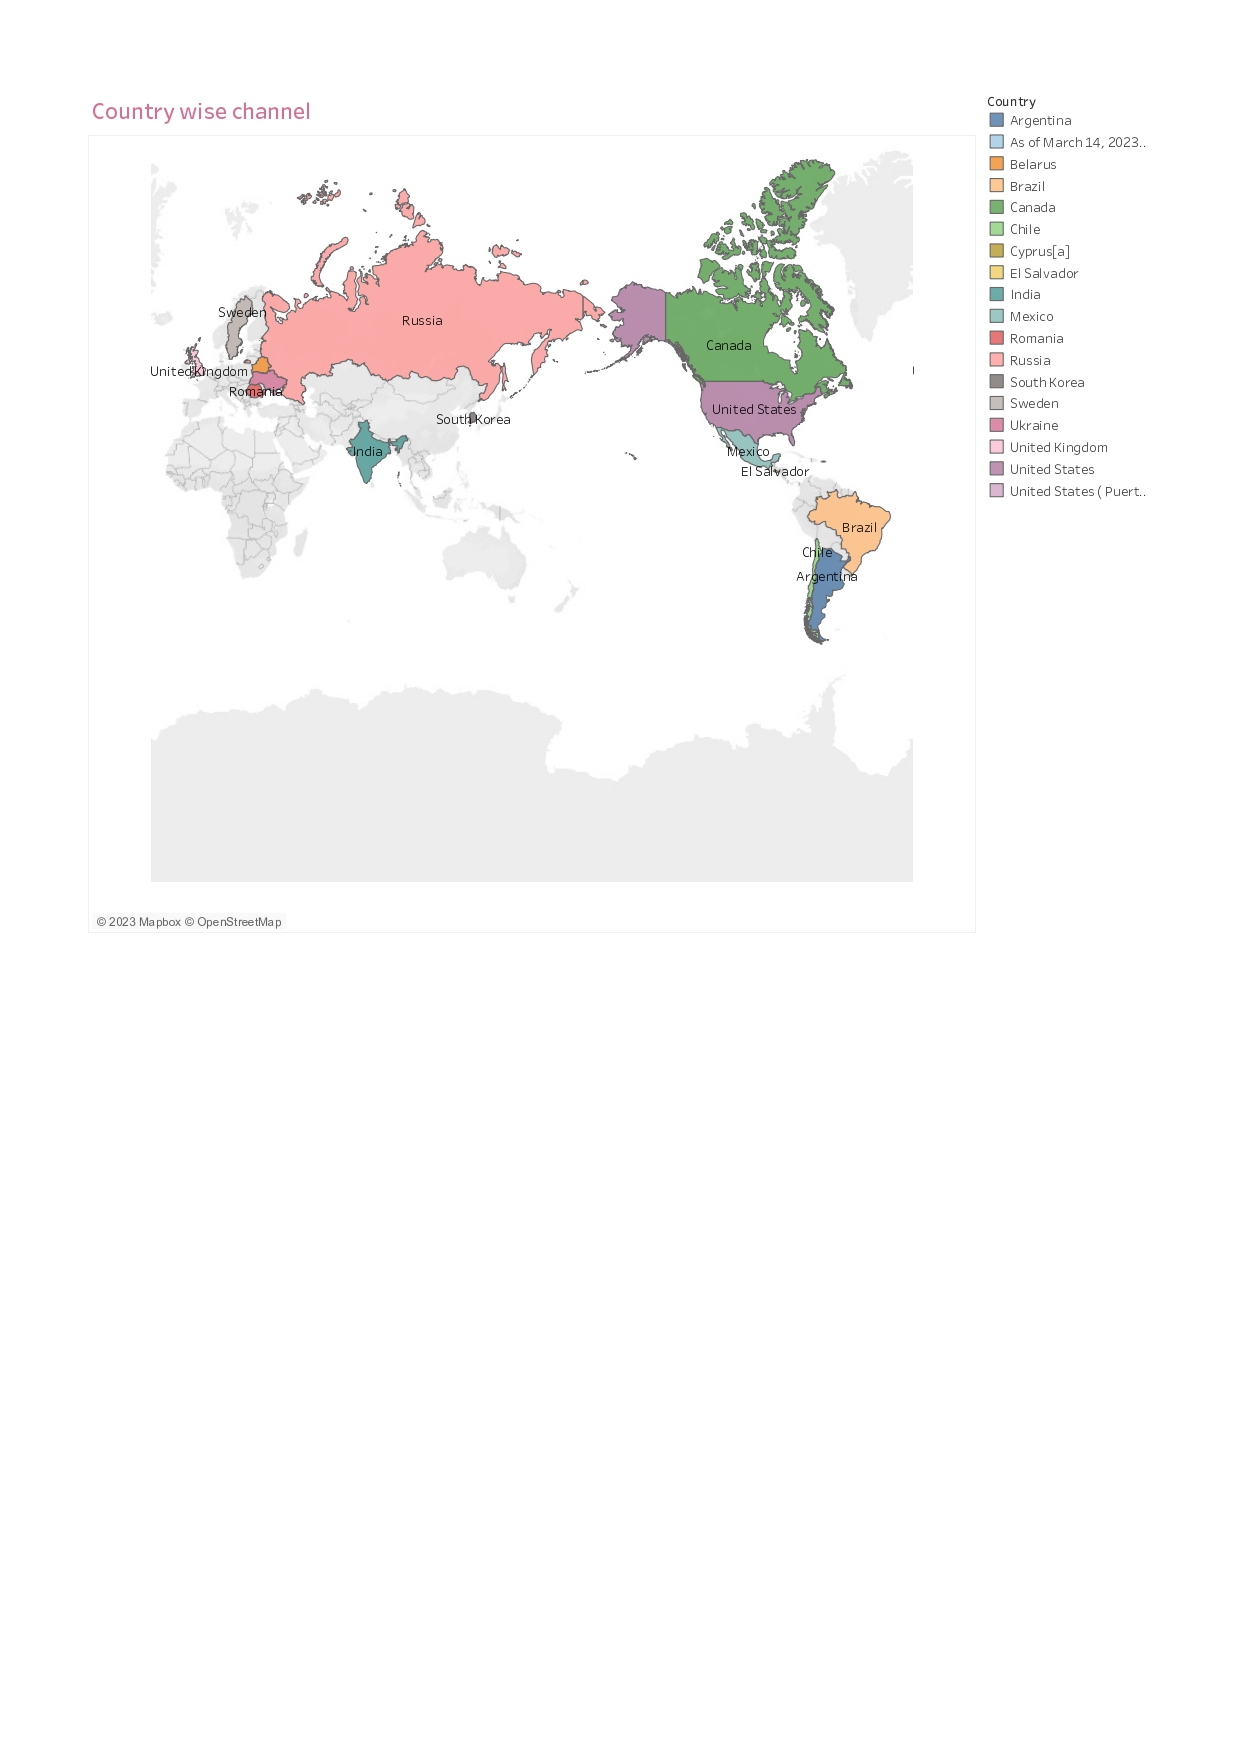 Country wise channel
Sweden
Russia
United Kingdom
Romania
South Korea
India
Canada
United States
Mexico
El Salvador
Brazil
Chile
Argentina
© 2023 Mapbox © OpenStreetMap
Country
Argentina
As of March 14, 2023..
Belarus
Brazil
Canada
Chile
Cyprus[a]
El Salvador
India
Mexico
Romania
Russia
South Korea
Sweden
Ukraine
United Kingdom
United States
United States ( Puert..